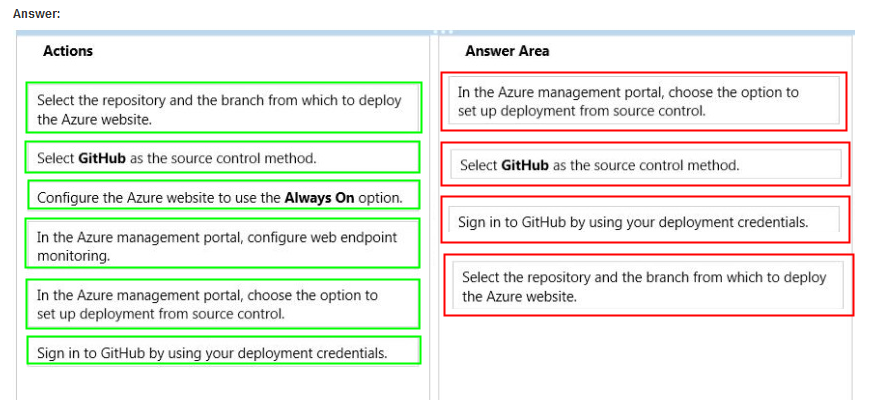 Answer:
Actions
Select the repository and the branch from which to deploy
the Azure website.
Select GitHub as the source control method.
Configure the Azure website to use the Always On option.
In the Azure management portal, configure web endpoint
monitoring.
In the Azure management portal, choose the option to
set up deployment from source control.
Sign in to GitHub by using your deployment credentials.
Answer Area
In the Azure management portal, choose the option to
set up deployment from source control.
Select GitHub as the source control method.
Sign in to GitHub by using your deployment credentials.
Select the repository and the branch from which to deploy
the Azure website.